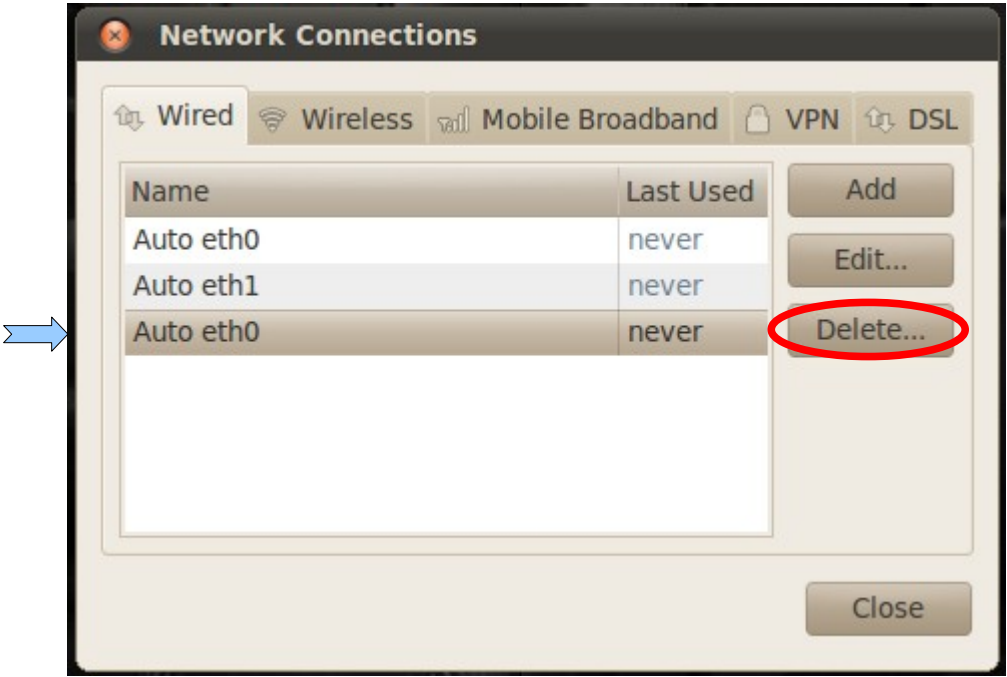 Network Connections
Wired Wireless Mobile Broadband VPN DSL
Name Last Used Add
Auto eth0 never
Edit...
Auto eth1 never
Auto eth0 never Delete...
Close